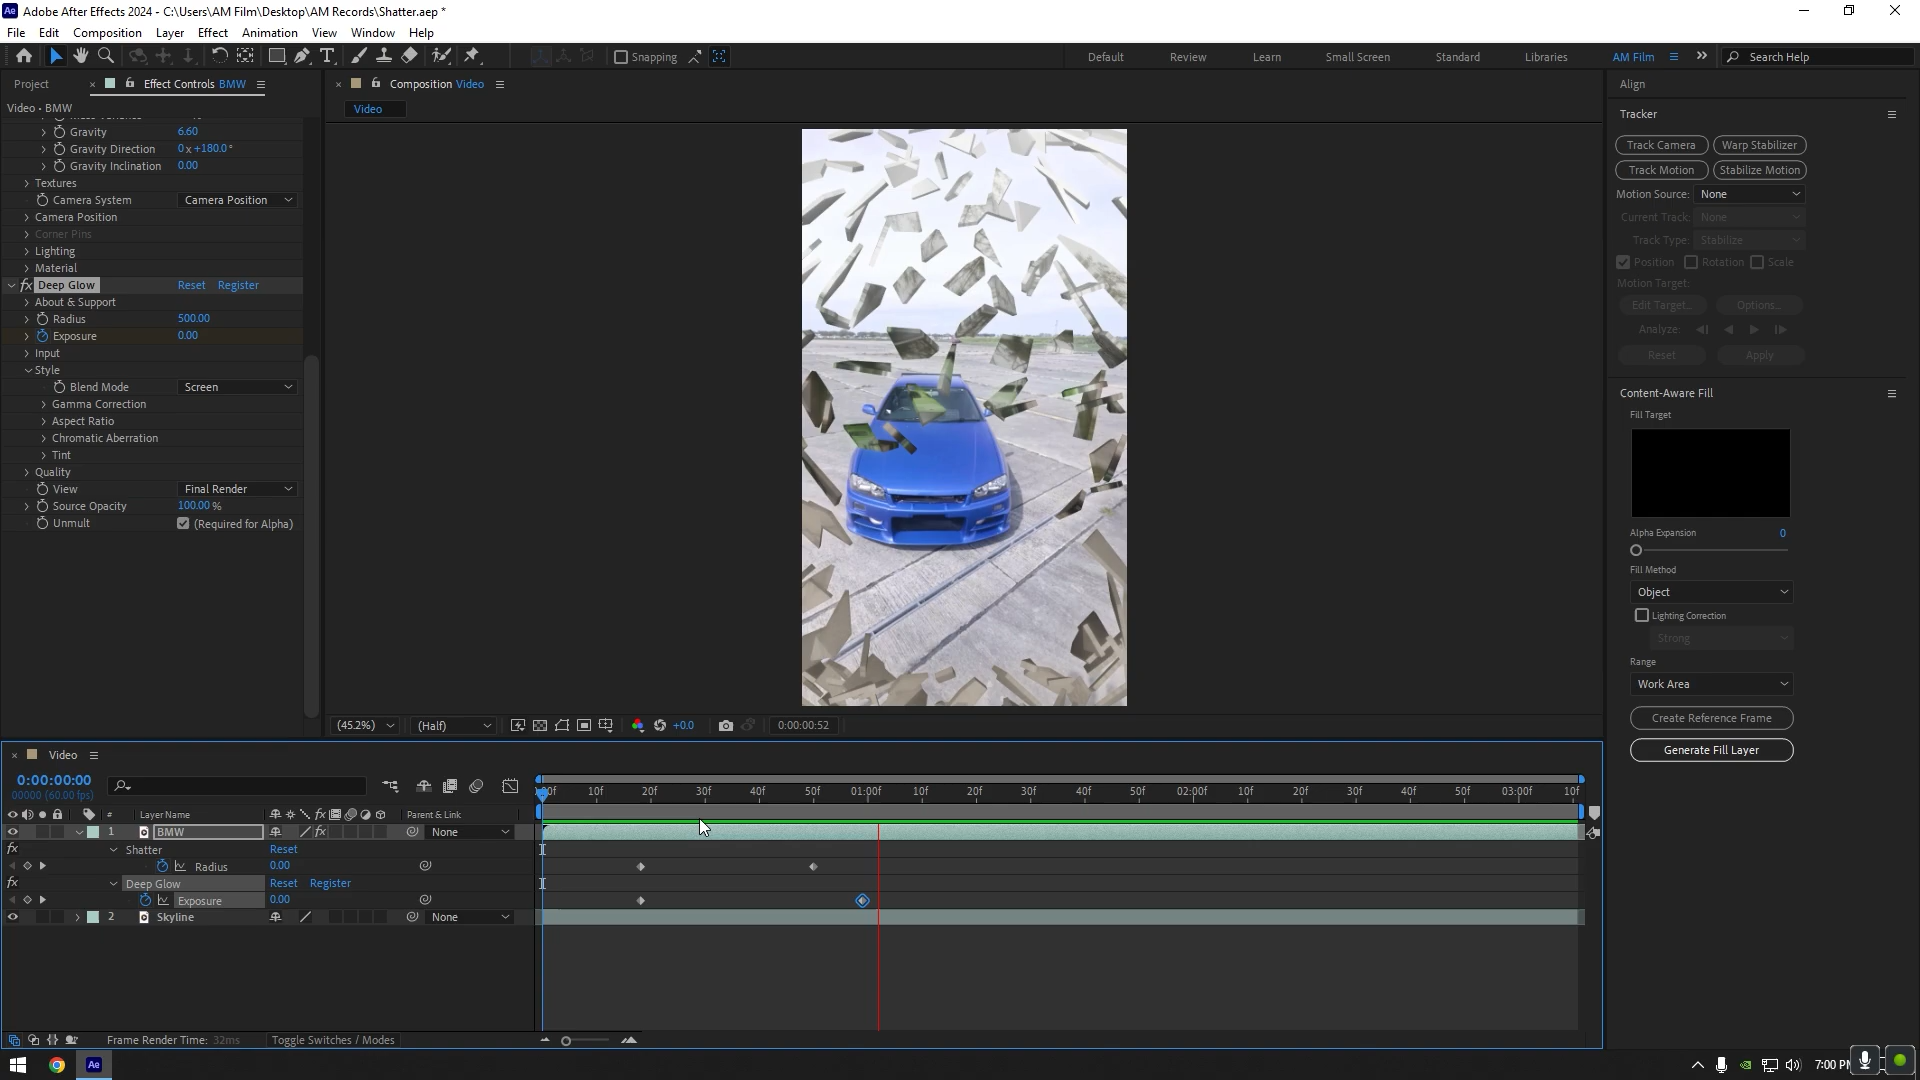 Adobe After Effects 2024 - C:\Users\AM Film\Desktop\AM Records\Shatter.aep *
File Edit Composition Layer Effect Animation View Window Help
Snapping
Default Review Learn Small Screen Standard Libraries AM Film Search Help
Project
Effect Controls BMW
Video • BMW
Gravity 6.60
Gravity Direction 0 x +180.0°
Gravity Inclination 0.00
Textures
Camera System Camera Position
Camera Position
Corner Pins
Lighting
Material
fx Deep Glow Reset Register
About & Support
Radius 500.00
Exposure 0.00
Input
Style
Blend Mode Screen
Gamma Correction
Aspect Ratio
Chromatic Aberration
Tint
Quality
View Final Render
Source Opacity 100.00 %
Unmult (Required for Alpha)
Composition Video
Video
(45.2%) (Half) +0.0 0:00:00:52
Align
Tracker
Track Camera Warp Stabilizer
Track Motion Stabilize Motion
Motion Source: None
Current Track: None
Track Type: Stabilize
Position Rotation Scale
Motion Target:
Edit Target... Options...
Analyze:
Reset Apply
Content-Aware Fill
Fill Target
Alpha Expansion 0
Fill Method
Object
Lighting Correction
Strong
Range
Work Area
Create Reference Frame
Generate Fill Layer
Video
0:00:00:00
00000 (60.00 fps)
10f 20f 30f 40f 50f 01:00f 10f 20f 30f 40f 50f 02:00f 10f 20f 30f 40f 50f 03:00f 10f
# Layer Name Parent & Link
1 BMW None
Shatter Reset
Radius 0.00
Deep Glow Reset Register
Exposure 0.00
2 Skyline None
Frame Render Time: 32ms Toggle Switches / Modes
Ae
7:00